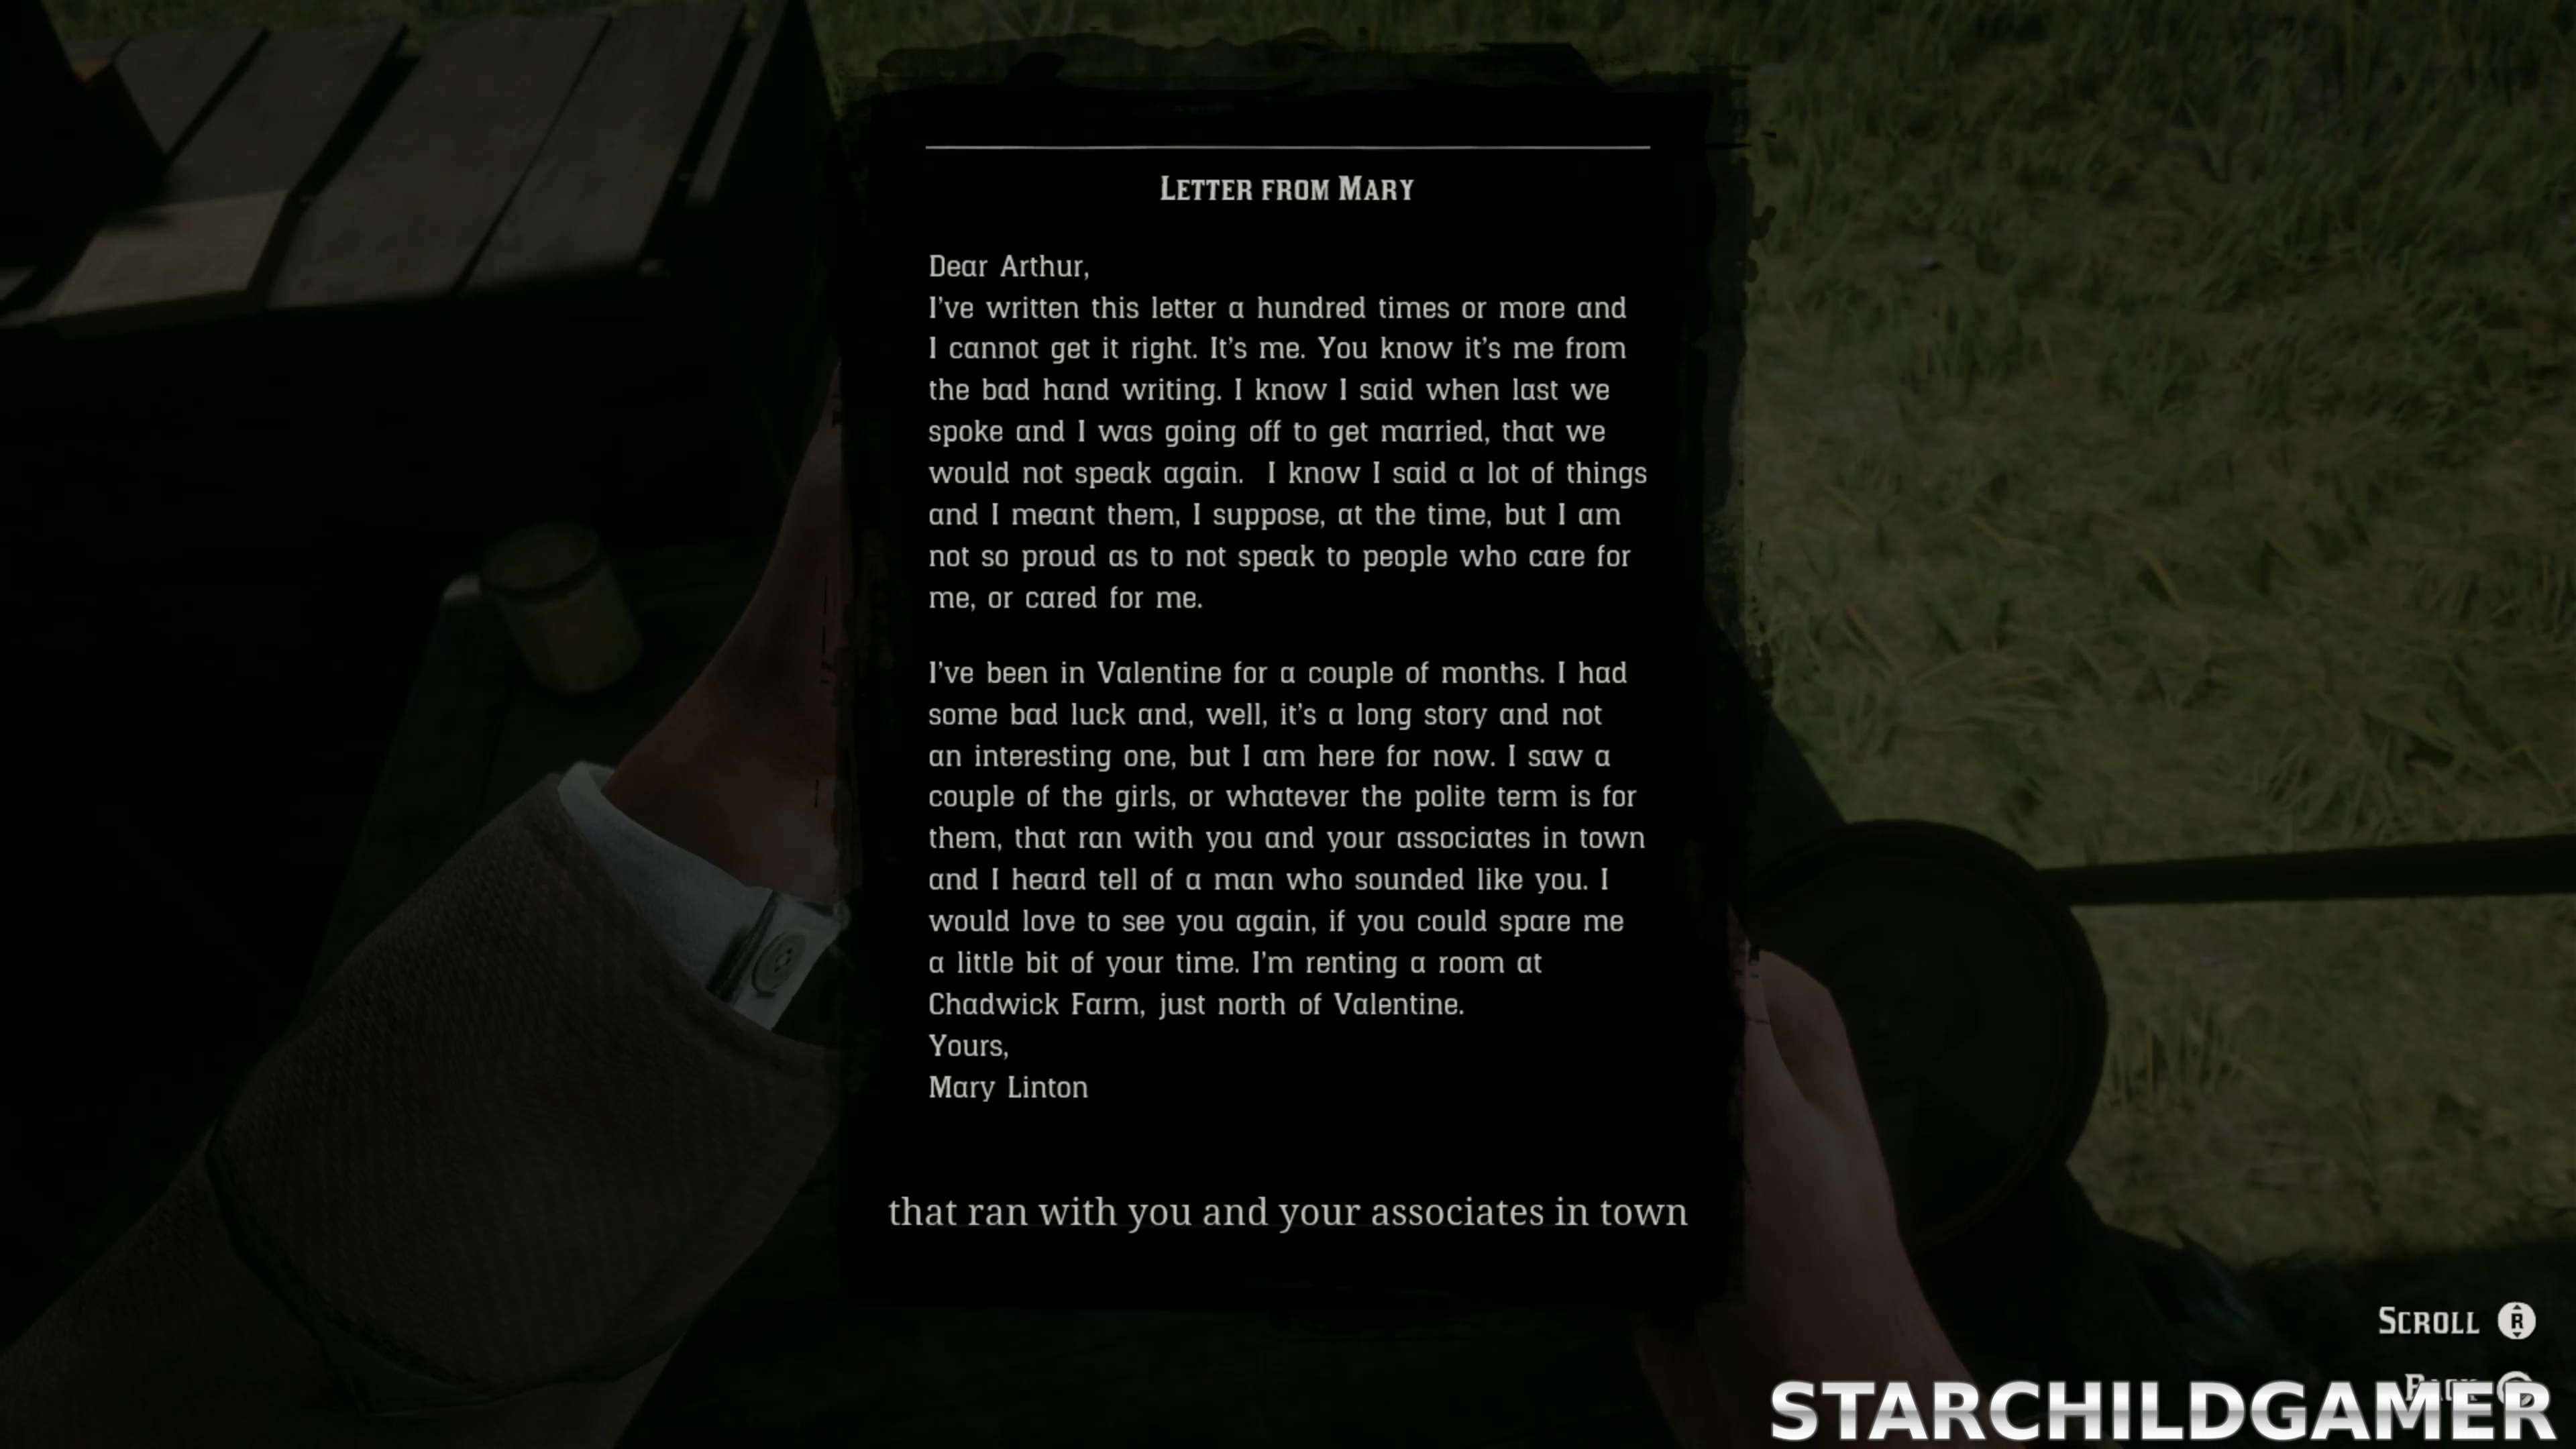 LETTER FROM MARY
Dear Arthur,
I've written this letter a hundred times or more and
I cannot get it right. It's me. You know it's me from
the bad hand writing. I know I said when last we
spoke and I was going off to get married, that we
would not speak again.  I know I said a lot of things
and I meant them, I suppose, at the time, but I am
not so proud as to not speak to people who care for
me, or cared for me.
I've been in Valentine for a couple of months. I had
some bad luck and, well, it's a long story and not
an interesting one, but I am here for now. I saw a
couple of the girls, or whatever the polite term is for
them, that ran with you and your associates in town
and I heard tell of a man who sounded like you. I
would love to see you again, if you could spare me
a little bit of your time. I'm renting a room at
Chadwick Farm, just north of Valentine.
Yours,
Mary Linton
that ran with you and your associates in town
SCROLL R
STARCHILDGAMER